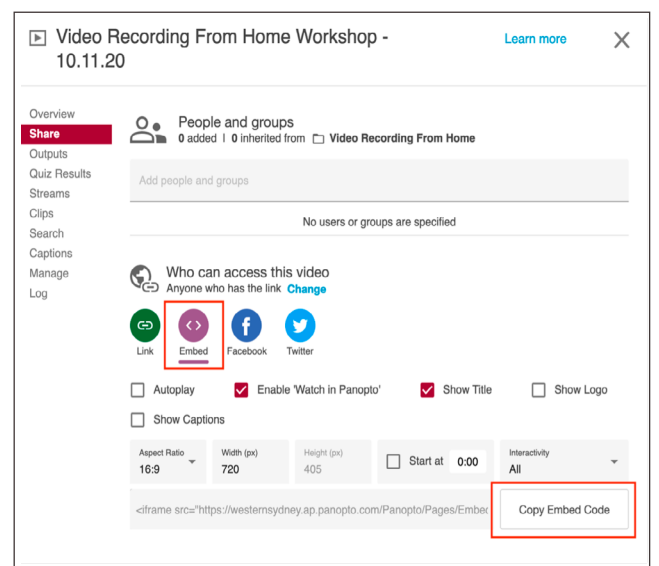 Video Recording From Home Workshop -
10.11.20
Learn more
Overview
Share
Outputs
Quiz Results
Streams
Clips
Search
Captions
Manage
Log
People and groups
0 added | 0 inherited from Video Recording From Home
Add people and groups
No users or groups are specified
Who can access this video
Anyone who has the link Change
Link Embed Facebook Twitter
Autoplay Enable 'Watch in Panopto' Show Title Show Logo
Show Captions
Aspect Ratio Width (px) Height (px) Interactivity
16:9 720 405 Start at 0:00 All
<iframe src="https://westernsydney.ap.panopto.com/Panopto/Pages/Embed Copy Embed Code